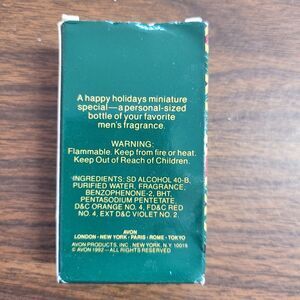 A happy holidays miniature
special—a personal-sized
bottle of your favorite
men's fragrance.
WARNING:
Flammable. Keep from fire or heat.
Keep Out of Reach of Children.
INGREDIENTS: SD ALCOHOL 40-B,
PURIFIED WATER, FRAGRANCE,
BENZOPHENONE-2, BHT,
PENTASODIUM PENTETATE,
D&C ORANGE NO. 4, FD&C RED
NO. 4, EXT D&C VIOLET NO. 2.
AVON
LONDON • NEW YORK • PARIS • ROME • TOKYO
AVON PRODUCTS, INC., NEW YORK, N.Y. 10019
© AVON 1992—ALL RIGHTS RESERVED